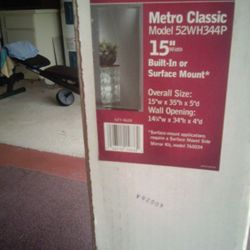 Metro Classic
Model 52WH344P
15" WIDE
Built-In or
Surface Mount*
Overall Size:
15"w x 35"h x 5"d
Wall Opening:
14¼"w x 34"h x 4"d
*Surface-mount applications
require a Surface Mount Side
Mirror Kit, model